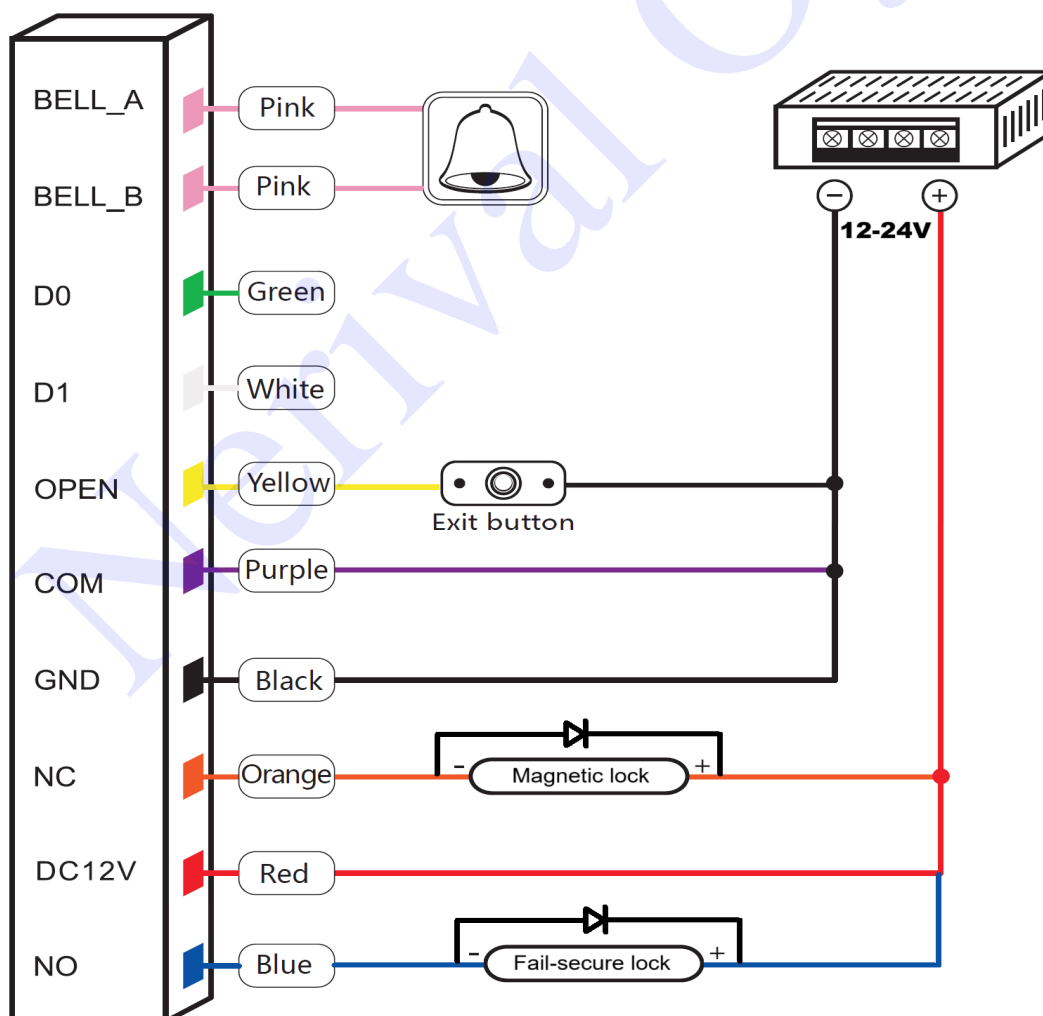 BELL_A
Pink
BELL_B
Pink
12-24V
D0
Green
D1
White
OPEN
Yellow
Exit button
COM
Purple
GND
Black
NC
Orange
- Magnetic lock +
DC12V
Red
NO
Blue
- Fail-secure lock +
Nerival